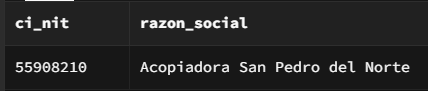 ci_nit razon_social
55908210 Acopiadora San Pedro del Norte